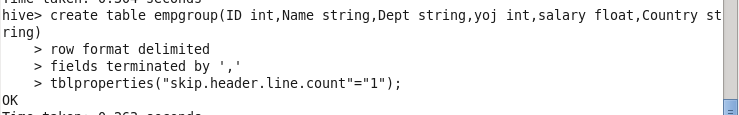 Time taken: 0.304 seconds
hive> create table empgroup(ID int,Name string,Dept string,yoj int,salary float,Country st
ring)
    > row format delimited
    > fields terminated by ','
    > tblproperties("skip.header.line.count"="1");
OK
Time taken: 0.263 seconds